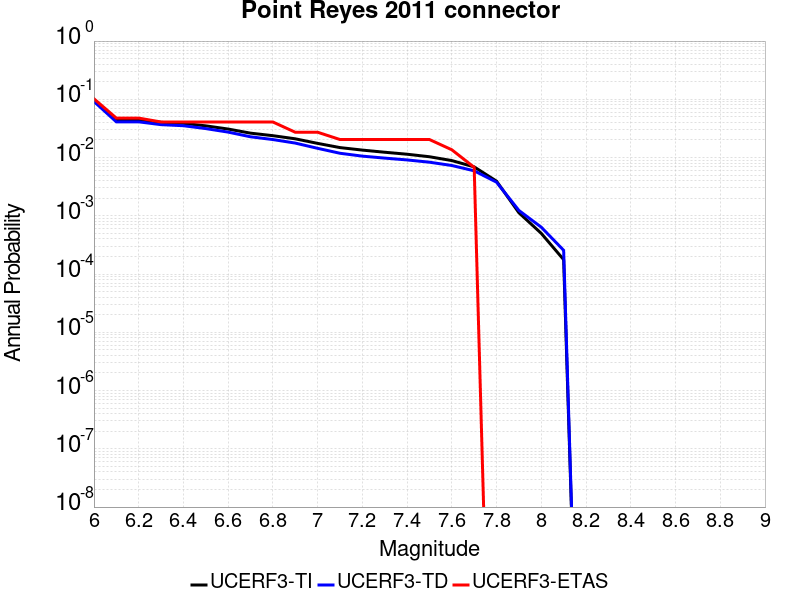 Point Reyes 2011 connector
10^0
10^-1
10^-2
10^-3
10^-4
10^-5
10^-6
10^-7
10^-8
Annual Probability
6 6.2 6.4 6.6 6.8 7 7.2 7.4 7.6 7.8 8 8.2 8.4 8.6 8.8 9
Magnitude
UCERF3-TI UCERF3-TD UCERF3-ETAS